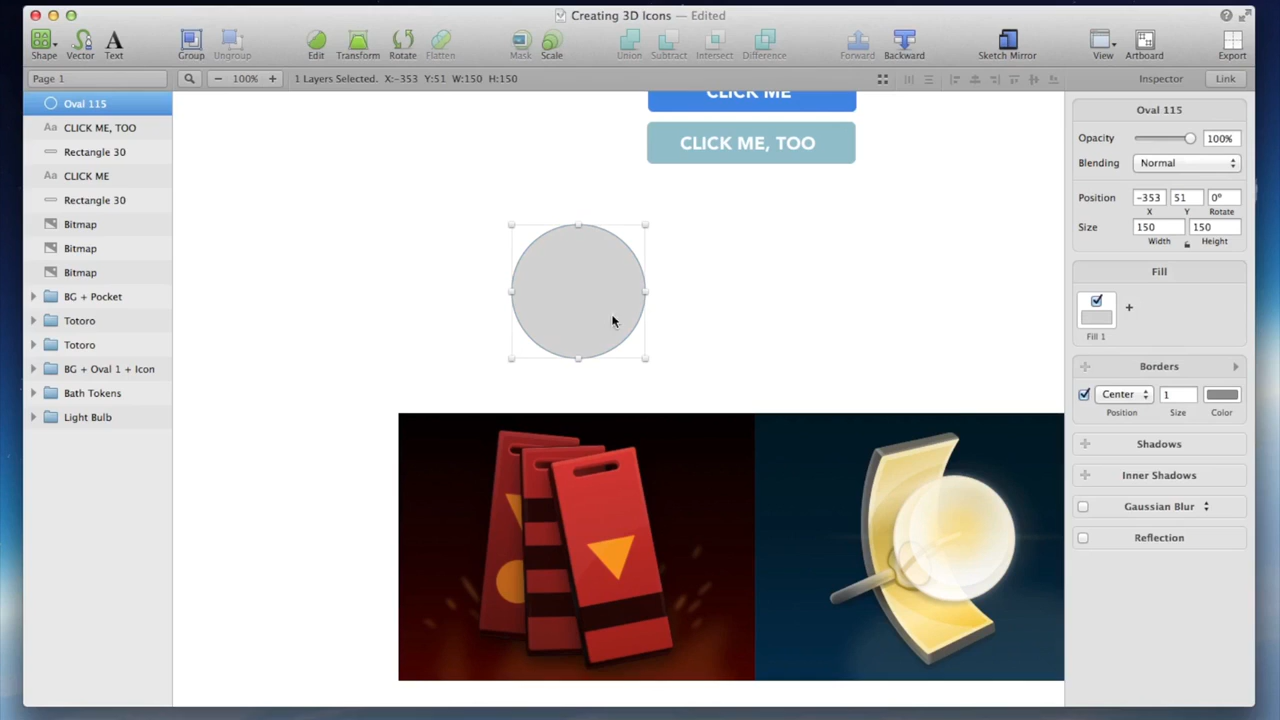 Creating 3D Icons — Edited
Shape Vector Text Group Ungroup Edit Transform Rotate Flatten Mask Scale Union Subtract Intersect Difference Forward Backward Sketch Mirror View Artboard Export
Page 1 − 100% + 1 Layers Selected. X:-353 Y:51 W:150 H:150 Inspector Link
Oval 115
Aa CLICK ME, TOO
Rectangle 30
Aa CLICK ME
Rectangle 30
Bitmap
Bitmap
Bitmap
BG + Pocket
Totoro
Totoro
BG + Oval 1 + Icon
Bath Tokens
Light Bulb
CLICK ME
CLICK ME, TOO
Oval 115
Opacity 100%
Blending Normal
Position -353 51 0°
X Y Rotate
Size 150 150
Width Height
Fill
+
Fill 1
Borders
Center 1
Position Size Color
Shadows
Inner Shadows
Gaussian Blur
Reflection